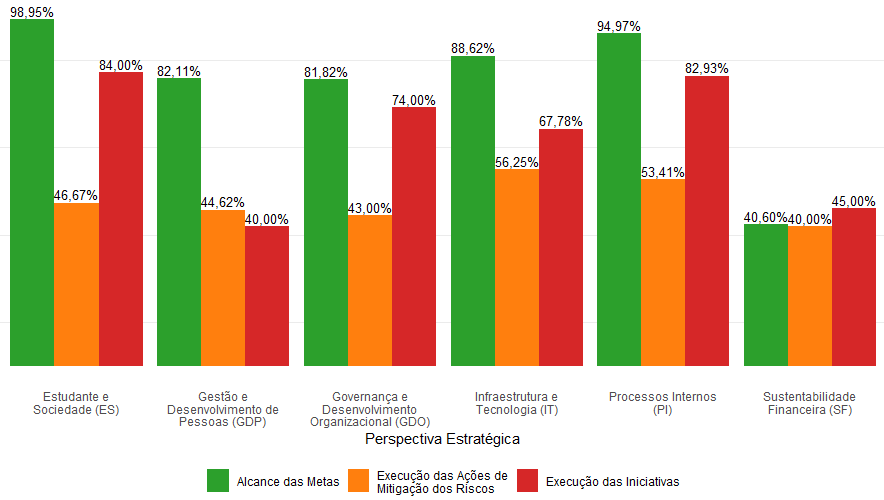 98,95%
46,67%
84,00%
82,11%
44,62%
40,00%
81,82%
43,00%
74,00%
88,62%
56,25%
67,78%
94,97%
53,41%
82,93%
40,60%
40,00%
45,00%
Estudante e
Sociedade (ES)
Gestão e
Desenvolvimento de
Pessoas (GDP)
Governança e
Desenvolvimento
Organizacional (GDO)
Infraestrutura e
Tecnologia (IT)
Processos Internos
(PI)
Sustentabilidade
Financeira (SF)
Perspectiva Estratégica
Alcance das Metas
Execução das Ações de
Mitigação dos Riscos
Execução das Iniciativas